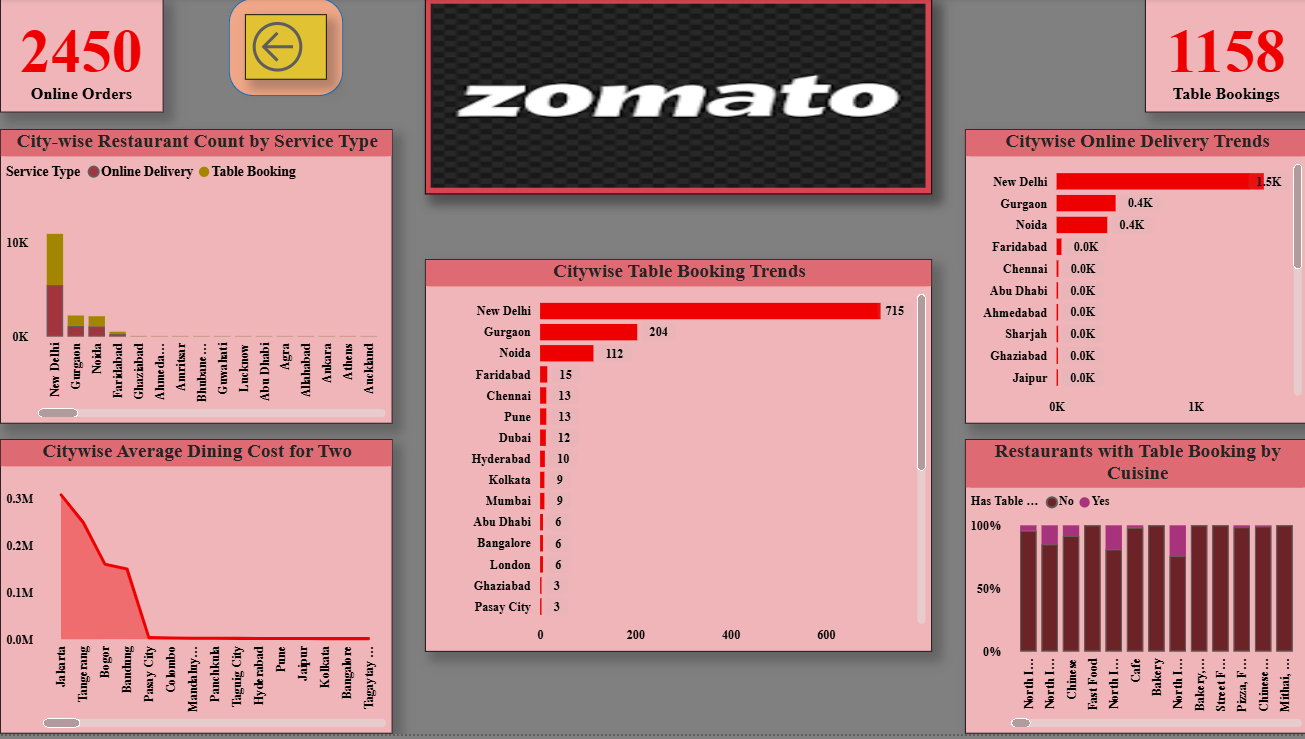 2450
Online Orders
zomato
1158
Table Bookings
City-wise Restaurant Count by Service Type
Service Type Online Delivery Table Booking
10K
0K
New Delhi
Gurgaon
Noida
Faridabad
Ghaziabad
Ahmeda...
Amritsar
Bhubane...
Guwahati
Lucknow
Abu Dhabi
Agra
Allahabad
Ankara
Athens
Auckland
Citywise Average Dining Cost for Two
0.3M
0.2M
0.1M
0.0M
Jakarta
Tangerang
Bogor
Bandung
Pasay City
Colombo
Mandaluy...
Panchkula
Taguig City
Hyderabad
Pune
Jaipur
Kolkata
Bangalore
Tagaytay ...
Citywise Table Booking Trends
New Delhi 715
Gurgaon 204
Noida 112
Faridabad 15
Chennai 13
Pune 13
Dubai 12
Hyderabad 10
Kolkata 9
Mumbai 9
Abu Dhabi 6
Bangalore 6
London 6
Ghaziabad 3
Pasay City 3
0 200 400 600
Citywise Online Delivery Trends
New Delhi 1.5K
Gurgaon 0.4K
Noida 0.4K
Faridabad 0.0K
Chennai 0.0K
Abu Dhabi 0.0K
Ahmedabad 0.0K
Sharjah 0.0K
Ghaziabad 0.0K
Jaipur 0.0K
0K 1K
Restaurants with Table Booking by
Cuisine
Has Table ... No Yes
100%
50%
0%
North I...
North I...
Chinese
Fast Food
North I...
Cafe
Bakery
North I...
Bakery,...
Street F...
Pizza, F...
Chinese ...
Mithai, ...